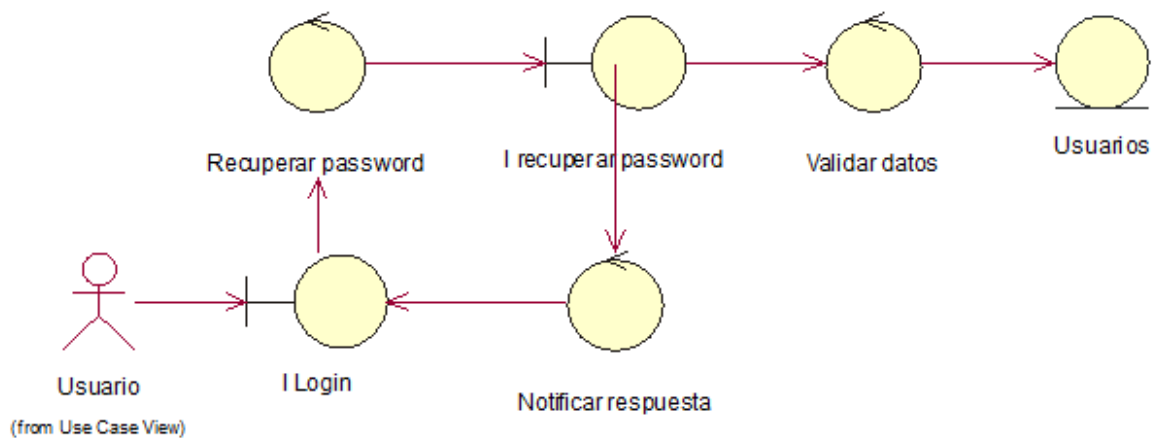 Recuperar password
I recuperar password
Validar datos
Usuarios
Usuario
(from Use Case View)
I Login
Notificar respuesta